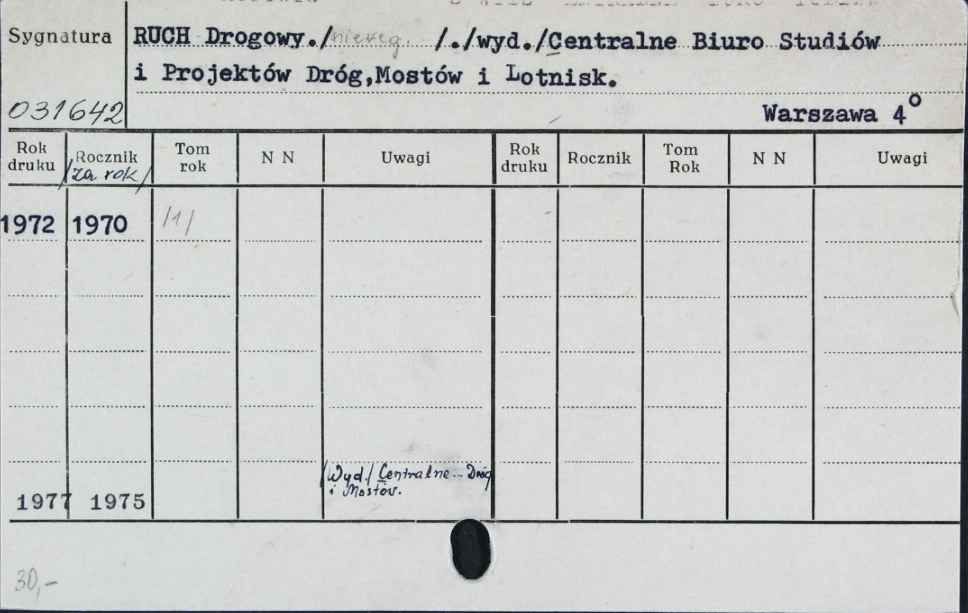 Sygnatura
RUCH Drogowy./niereg. /./wyd./Centralne Biuro Studiów
i Projektów Dróg,Mostów i Lotnisk.
031642
Warszawa 4°
Rok druku Rocznik /za rok/ Tom rok N N Uwagi Rok druku Rocznik Tom Rok N N Uwagi
1972 1970 /1/
/Wyd./ Centralne... Dróg
i Mostów.
1977 1975
30,-